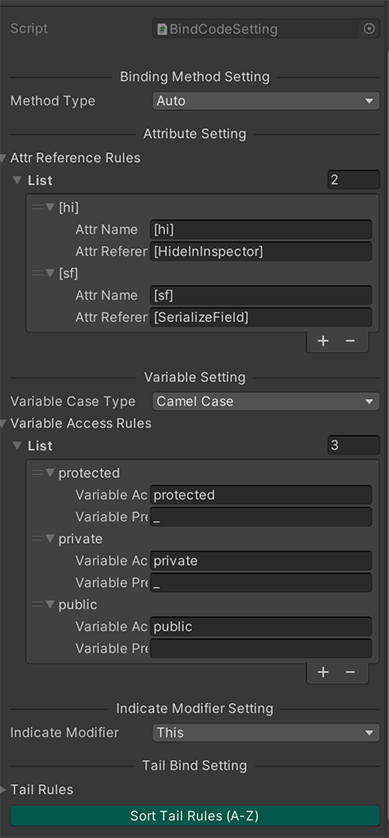 Script BindCodeSetting
Binding Method Setting
Method Type Auto
Attribute Setting
Attr Reference Rules
List 2
[hi]
Attr Name [hi]
Attr Referer [HideInInspector]
[sf]
Attr Name [sf]
Attr Referer [SerializeField]
+ −
Variable Setting
Variable Case Type Camel Case
Variable Access Rules
List 3
protected
Variable Ac protected
Variable Pre _
private
Variable Ac private
Variable Pre _
public
Variable Ac public
Variable Pre
+ −
Indicate Modifier Setting
Indicate Modifier This
Tail Bind Setting
Tail Rules
Sort Tail Rules (A-Z)